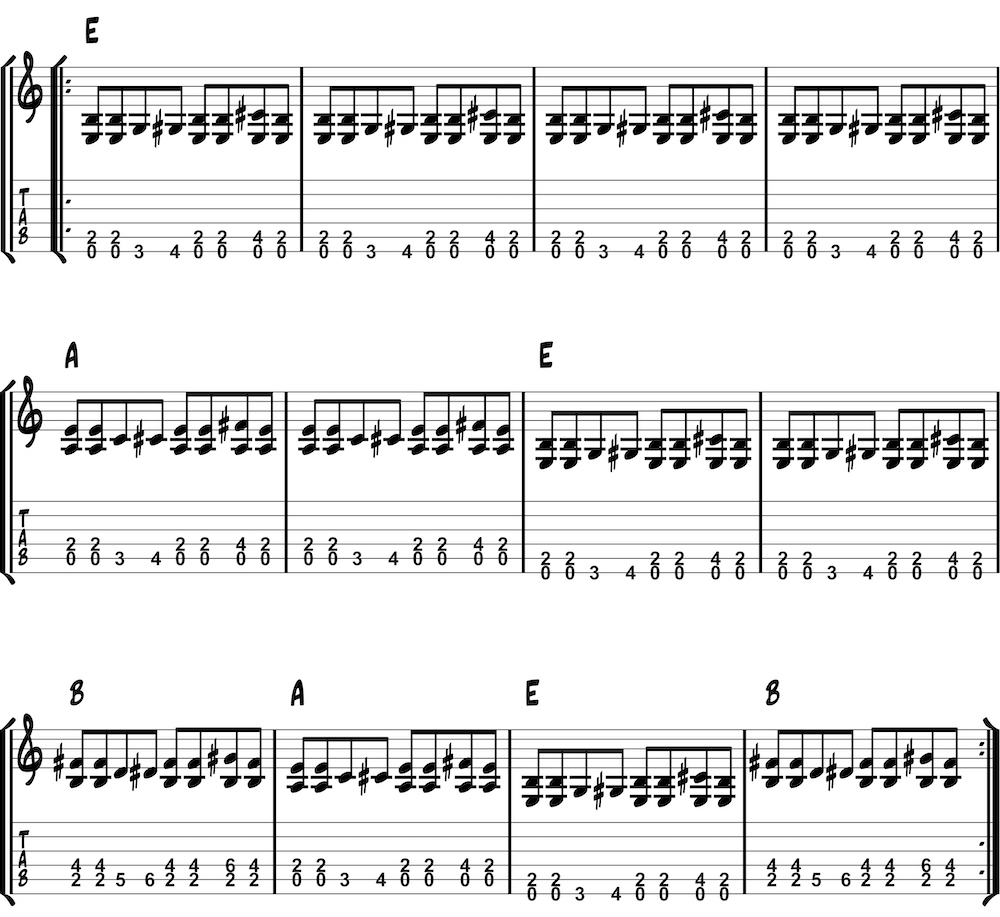 E
T
A
B
2 2 2 2 4 2 2 2 2 2 4 2 2 2 2 2 4 2 2 2 2 2 4 2
0 0 3 4 0 0 0 0 0 0 3 4 0 0 0 0 0 0 3 4 0 0 0 0 0 0 3 4 0 0 0 0
A E
T
A
2 2 2 2 4 2 2 2 2 2 4 2
B 0 0 3 4 0 0 0 0 0 0 3 4 0 0 0 0 2 2 2 2 4 2 2 2 2 2 4 2
0 0 3 4 0 0 0 0 0 0 3 4 0 0 0 0
B A E B
T
A 4 4 4 4 6 4 2 2 2 2 4 2 4 4 4 4 6 4
B 2 2 5 6 2 2 2 2 0 0 3 4 0 0 0 0 2 2 2 2 4 2 2 2 5 6 2 2 2 2
0 0 3 4 0 0 0 0